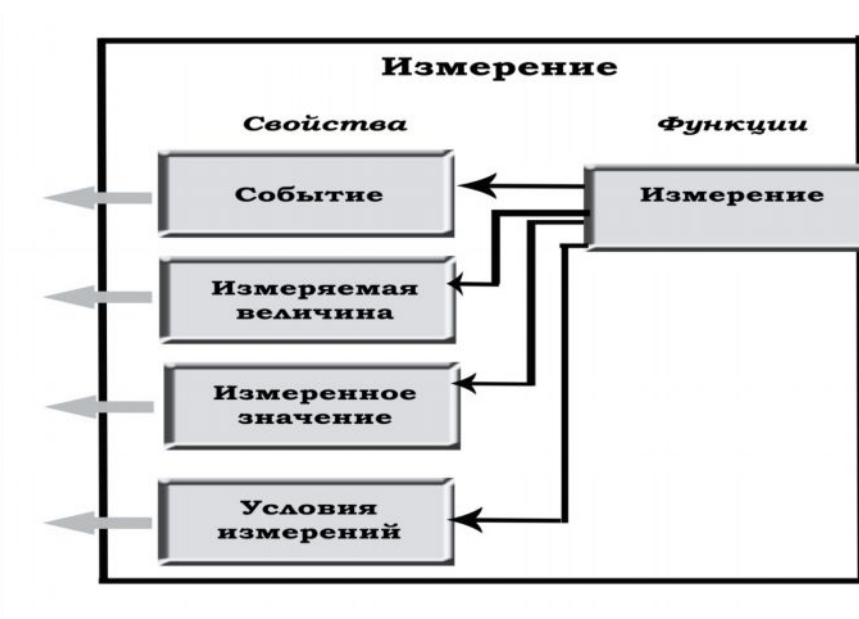 Измерение
Свойства
Функции
Событие
Измерение
Измеряемая
величина
Измеренное
значение
Условия
измерений